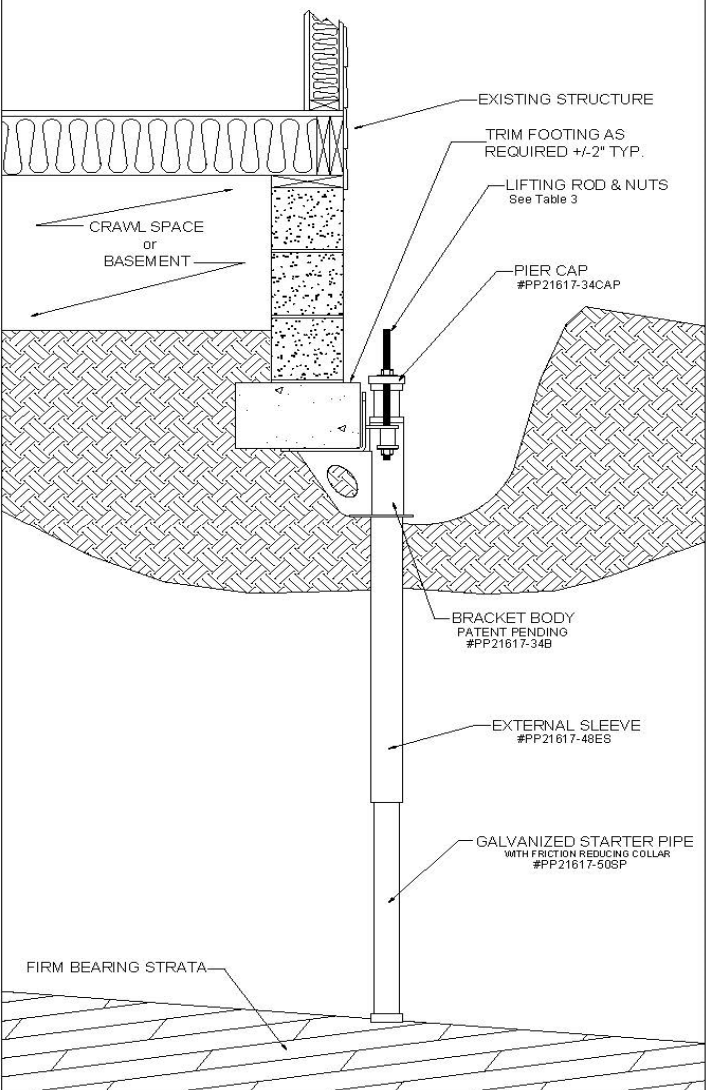 EXISTING STRUCTURE
TRIM FOOTING AS
REQUIRED +/-2" TYP.
LIFTING ROD & NUTS
See Table 3
CRAWL SPACE
or
BASEMENT
PIER CAP
#PP21617-34CAP
BRACKET BODY
PATENT PENDING
#PP21617-34B
EXTERNAL SLEEVE
#PP21617-48ES
GALVANIZED STARTER PIPE
WITH FRICTION REDUCING COLLAR
#PP21617-50SP
FIRM BEARING STRATA